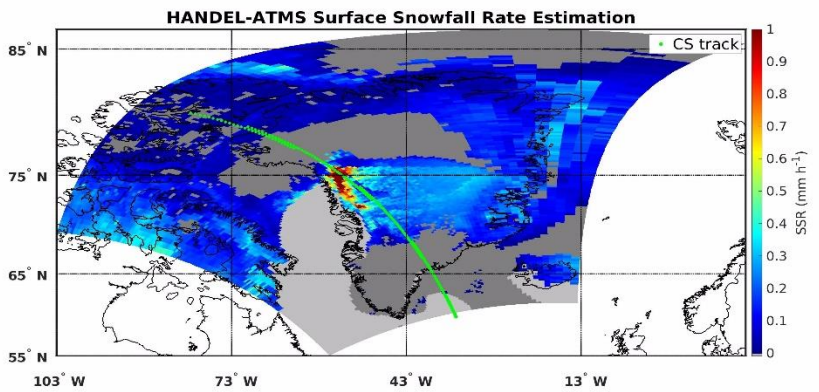 HANDEL-ATMS Surface Snowfall Rate Estimation
CS track
85° N
75° N
65° N
55° N
103° W
73° W
43° W
13° W
1
0.9
0.8
0.7
0.6
0.5
0.4
0.3
0.2
0.1
0
SSR (mm h⁻¹)